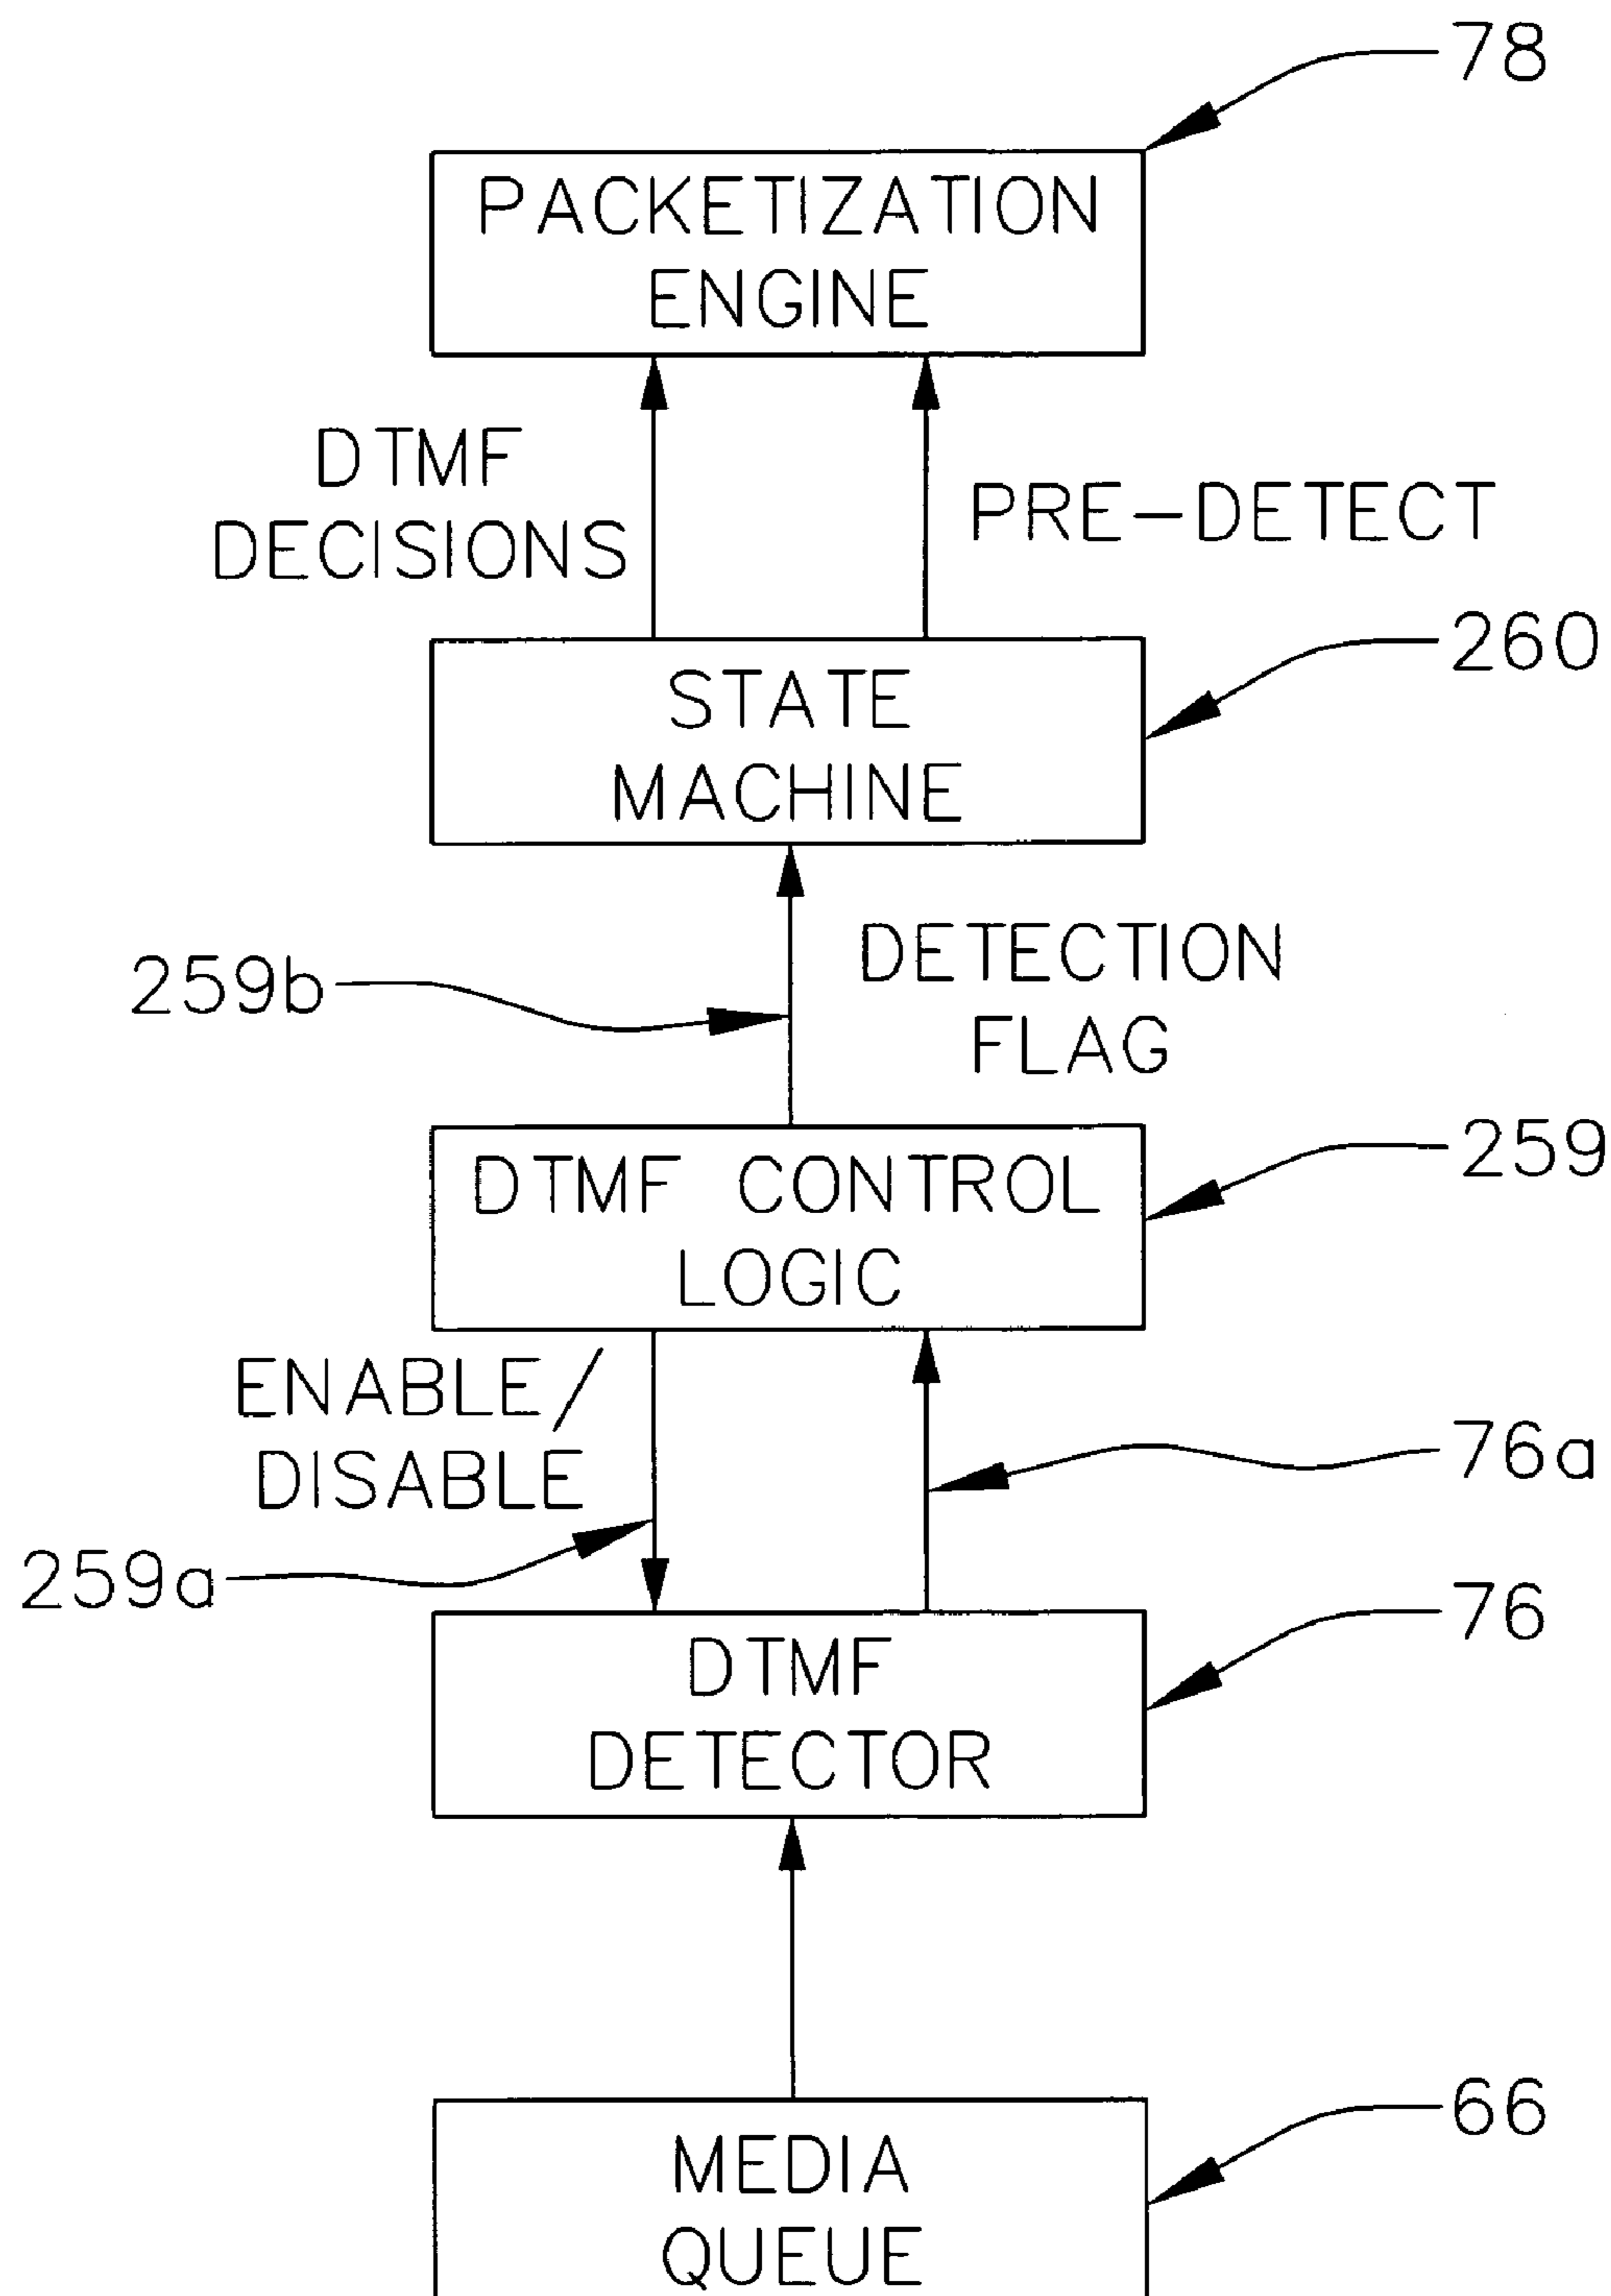 78
PACKETIZATION
ENGINE
DTMF
DECISIONS
PRE-DETECT
260
STATE
MACHINE
259b
DETECTION
FLAG
259
DTMF CONTROL
LOGIC
ENABLE/
DISABLE
76a
259a
76
DTMF
DETECTOR
66
MEDIA
QUEUE